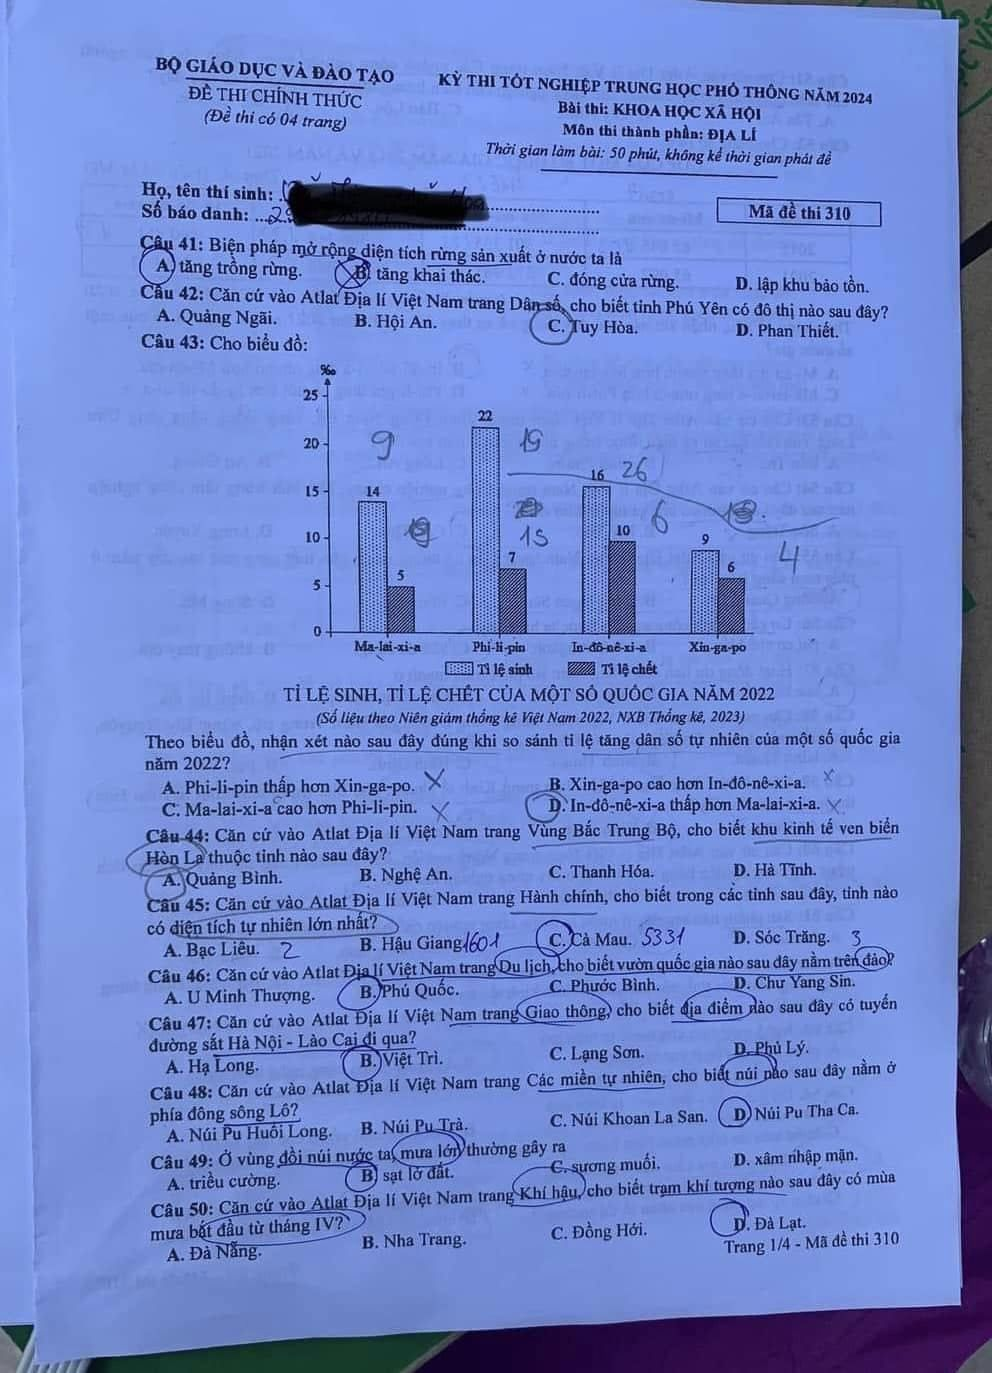 BỘ GIÁO DỤC VÀ ĐÀO TẠO
ĐỀ THI CHÍNH THỨC
(Đề thi có 04 trang)
KỲ THI TỐT NGHIỆP TRUNG HỌC PHỔ THÔNG NĂM 2024
Bài thi: KHOA HỌC XÃ HỘI
Môn thi thành phần: ĐỊA LÍ
Thời gian làm bài: 50 phút, không kể thời gian phát đề
Họ, tên thí sinh:
Số báo danh:
Mã đề thi 310
Câu 41: Biện pháp mở rộng diện tích rừng sản xuất ở nước ta là
A. tăng trồng rừng. B. tăng khai thác. C. đóng cửa rừng. D. lập khu bảo tồn.
Câu 42: Căn cứ vào Atlat Địa lí Việt Nam trang Dân số, cho biết tỉnh Phú Yên có đô thị nào sau đây?
A. Quảng Ngãi. B. Hội An. C. Tuy Hòa. D. Phan Thiết.
Câu 43: Cho biểu đồ:
‰
25
20
15
10
5
0
14
5
22
7
16
10
9
6
9
19
15
26
6
4
Ma-lai-xi-a Phi-li-pin In-đô-nê-xi-a Xin-ga-po
Tỉ lệ sinh Tỉ lệ chết
TỈ LỆ SINH, TỈ LỆ CHẾT CỦA MỘT SỐ QUỐC GIA NĂM 2022
(Số liệu theo Niên giám thống kê Việt Nam 2022, NXB Thống kê, 2023)
Theo biểu đồ, nhận xét nào sau đây đúng khi so sánh tỉ lệ tăng dân số tự nhiên của một số quốc gia
năm 2022?
A. Phi-li-pin thấp hơn Xin-ga-po. B. Xin-ga-po cao hơn In-đô-nê-xi-a.
C. Ma-lai-xi-a cao hơn Phi-li-pin. D. In-đô-nê-xi-a thấp hơn Ma-lai-xi-a.
Câu 44: Căn cứ vào Atlat Địa lí Việt Nam trang Vùng Bắc Trung Bộ, cho biết khu kinh tế ven biển
Hòn La thuộc tỉnh nào sau đây?
A. Quảng Bình. B. Nghệ An. C. Thanh Hóa. D. Hà Tĩnh.
Câu 45: Căn cứ vào Atlat Địa lí Việt Nam trang Hành chính, cho biết trong các tỉnh sau đây, tỉnh nào
có diện tích tự nhiên lớn nhất?
A. Bạc Liêu. 2 B. Hậu Giang. 1601 C. Cà Mau. 5331 D. Sóc Trăng. 3
Câu 46: Căn cứ vào Atlat Địa lí Việt Nam trang Du lịch, cho biết vườn quốc gia nào sau đây nằm trên đảo?
A. U Minh Thượng. B. Phú Quốc. C. Phước Bình. D. Chư Yang Sin.
Câu 47: Căn cứ vào Atlat Địa lí Việt Nam trang Giao thông, cho biết địa điểm nào sau đây có tuyến
đường sắt Hà Nội - Lào Cai đi qua?
A. Hạ Long. B. Việt Trì. C. Lạng Sơn. D. Phủ Lý.
Câu 48: Căn cứ vào Atlat Địa lí Việt Nam trang Các miền tự nhiên, cho biết núi nào sau đây nằm ở
phía đông sông Lô?
A. Núi Pu Huổi Long. B. Núi Pu Trà. C. Núi Khoan La San. D. Núi Pu Tha Ca.
Câu 49: Ở vùng đồi núi nước ta, mưa lớn thường gây ra
A. triều cường. B. sạt lở đất. C. sương muối. D. xâm nhập mặn.
Câu 50: Căn cứ vào Atlat Địa lí Việt Nam trang Khí hậu, cho biết trạm khí tượng nào sau đây có mùa
mưa bắt đầu từ tháng IV?
A. Đà Nẵng. B. Nha Trang. C. Đồng Hới. D. Đà Lạt.
Trang 1/4 - Mã đề thi 310